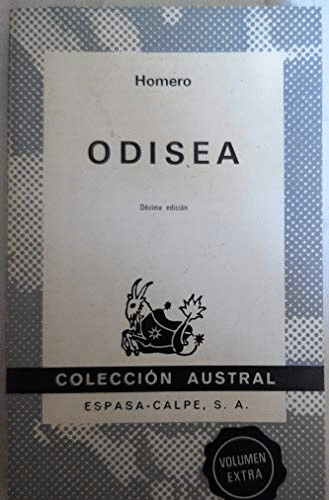 Homero
ODISEA
Décima edición
COLECCIÓN AUSTRAL
ESPASA-CALPE, S. A.
VOLUMEN
EXTRA